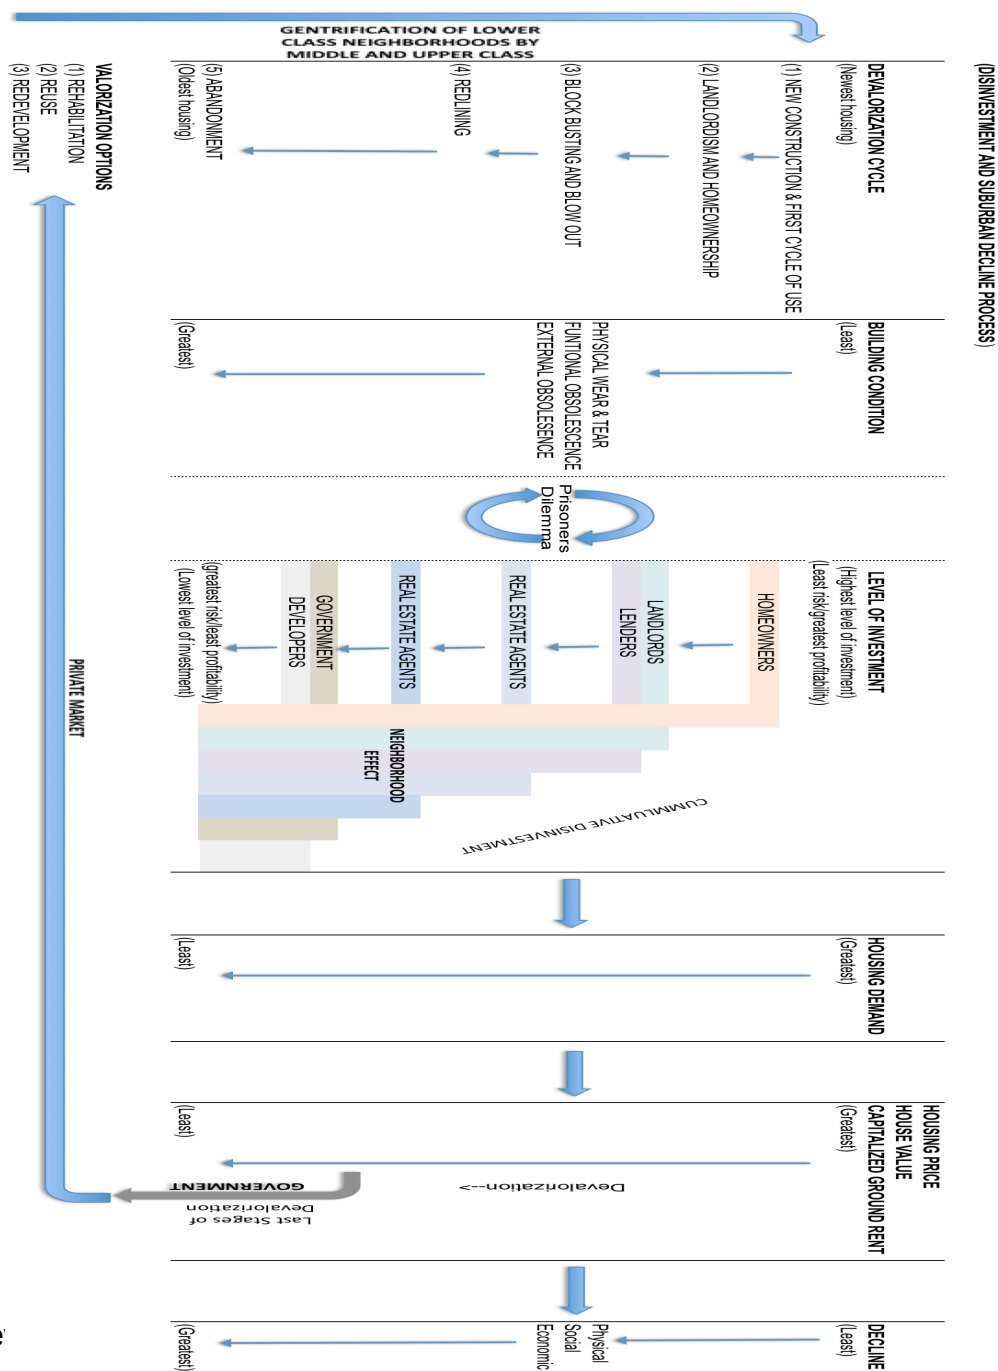 (DISINVESTMENT AND SUBURBAN DECLINE PROCESS)
DEVALORIZATION CYCLE
(Newest housing)
(1) NEW CONSTRUCTION & FIRST CYCLE OF USE
(2) LANDLORDISM AND HOMEOWNERSHIP
(3) BLOCK BUSTING AND BLOW OUT
(4) REDLINING
(5) ABANDONMENT
(Oldest housing)
BUILDING CONDITION
(Least)
PHYSICAL WEAR & TEAR
FUNTIONAL OBSOLESCENCE
EXTERNAL OBSOLESENCE
(Greatest)
Prisoners
Dilemma
LEVEL OF INVESTMENT
(Highest level of investment)
(Least risk/greatest profitability)
HOMEOWNERS
LANDLORDS
LENDERS
REAL ESTATE AGENTS
REAL ESTATE AGENTS
GOVERNMENT
DEVELOPERS
(greatest risk/least profitability)
(Lowest level of investment)
CUMMLUATIVE DISINVESTMENT
NEIGHBORHOOD
EFFECT
HOUSING DEMAND
(Greatest)
(Least)
HOUSING PRICE
HOUSE VALUE
CAPITALIZED GROUND RENT
(Greatest)
(Least)
Devalorization-->
GOVERNMENT
Last Stages of
Devalorization
DECLINE
(Least)
Physical
Social
Economic
(Greatest)
GENTRIFICATION OF LOWER
CLASS NEIGHBORHOODS BY
MIDDLE AND UPPER CLASS
VALORIZATION OPTIONS
(1) REHABILITATION
(2) REUSE
(3) REDEVELOPMENT
PRIVATE MARKET